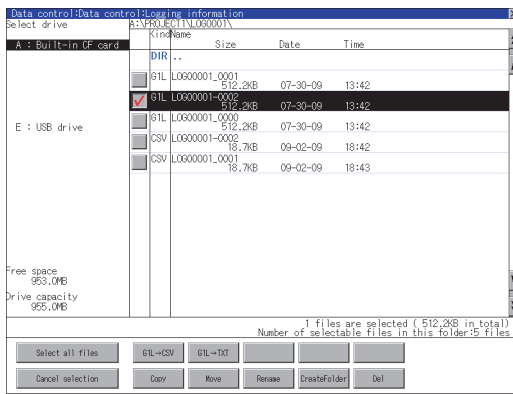 Data control:Data control:Logging information
Select drive A:\PROJECT1\LOG0001\
Kind Name
Size Date Time
A : Built-in CF card
DIR ..
G1L LOG00001_0001
512.2KB 07-30-09 13:42
G1L LOG00001-0002
512.2KB 07-30-09 13:42
G1L LOG00001_0000
512.2KB 07-30-09 13:42
E : USB drive
CSV LOG00001-0002
18.7KB 09-02-09 18:42
CSV LOG00001_0001
18.7KB 09-02-09 18:43
Free space
953.0MB
Drive capacity
955.0MB
1 files are selected ( 512.2KB in total)
Number of selectable files in this folder:5 files
Select all files G1L→CSV G1L→TXT
Cancel selection Copy Move Rename CreateFolder Del